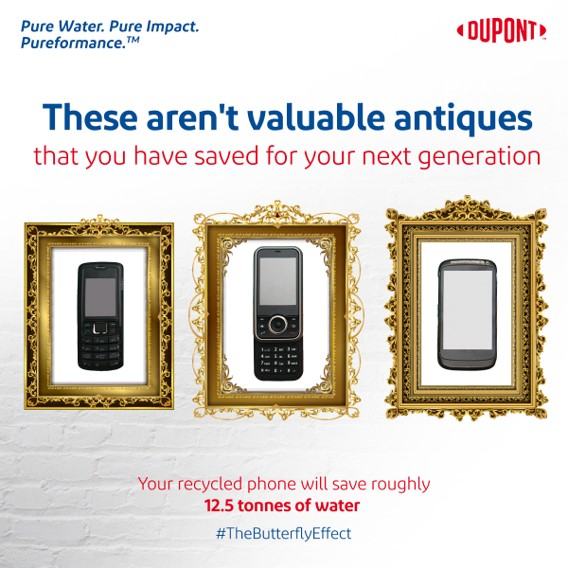 Pure Water. Pure Impact.
Pureformance.™
DUPONT™
These aren't valuable antiques
that you have saved for your next generation
Your recycled phone will save roughly
12.5 tonnes of water
#TheButterflyEffect